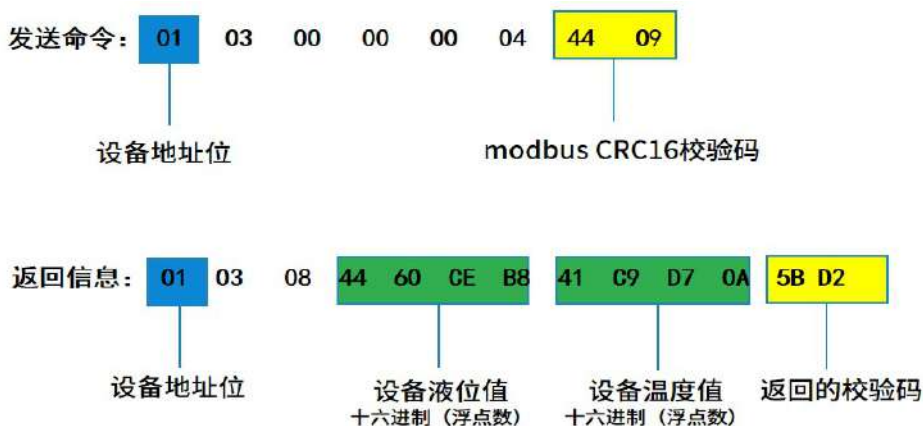 发送命令： 01 03 00 00 00 04 44 09
设备地址位 modbus CRC16校验码
返回信息： 01 03 08 44 60 CE B8 41 C9 D7 0A 5B D2
设备地址位 设备液位值 设备温度值 返回的校验码
十六进制（浮点数） 十六进制（浮点数）